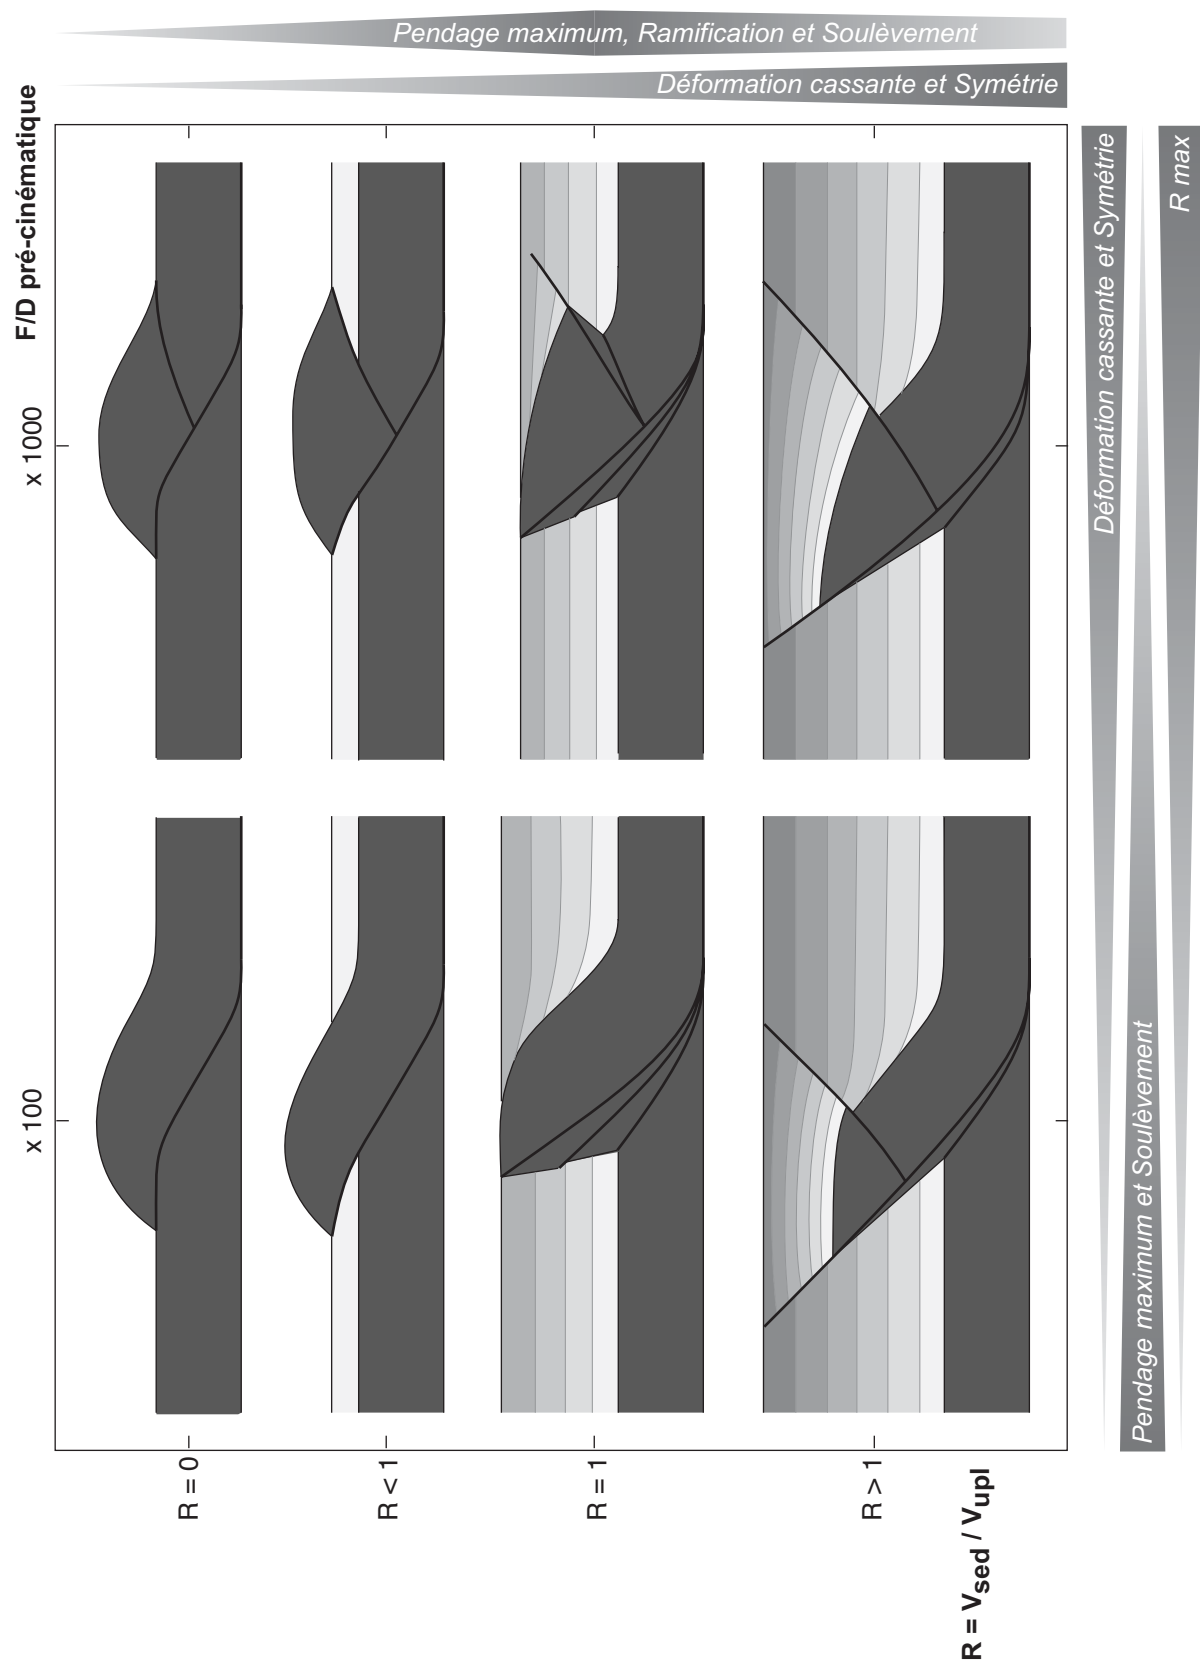 Pendage maximum, Ramification et Soulèvement
Déformation cassante et Symétrie
F/D pré-cinématique
x 1000
x 100
R = 0
R < 1
R = 1
R > 1
R = Vsed / Vupl
Déformation cassante et Symétrie
Pendage maximum et Soulèvement
R max